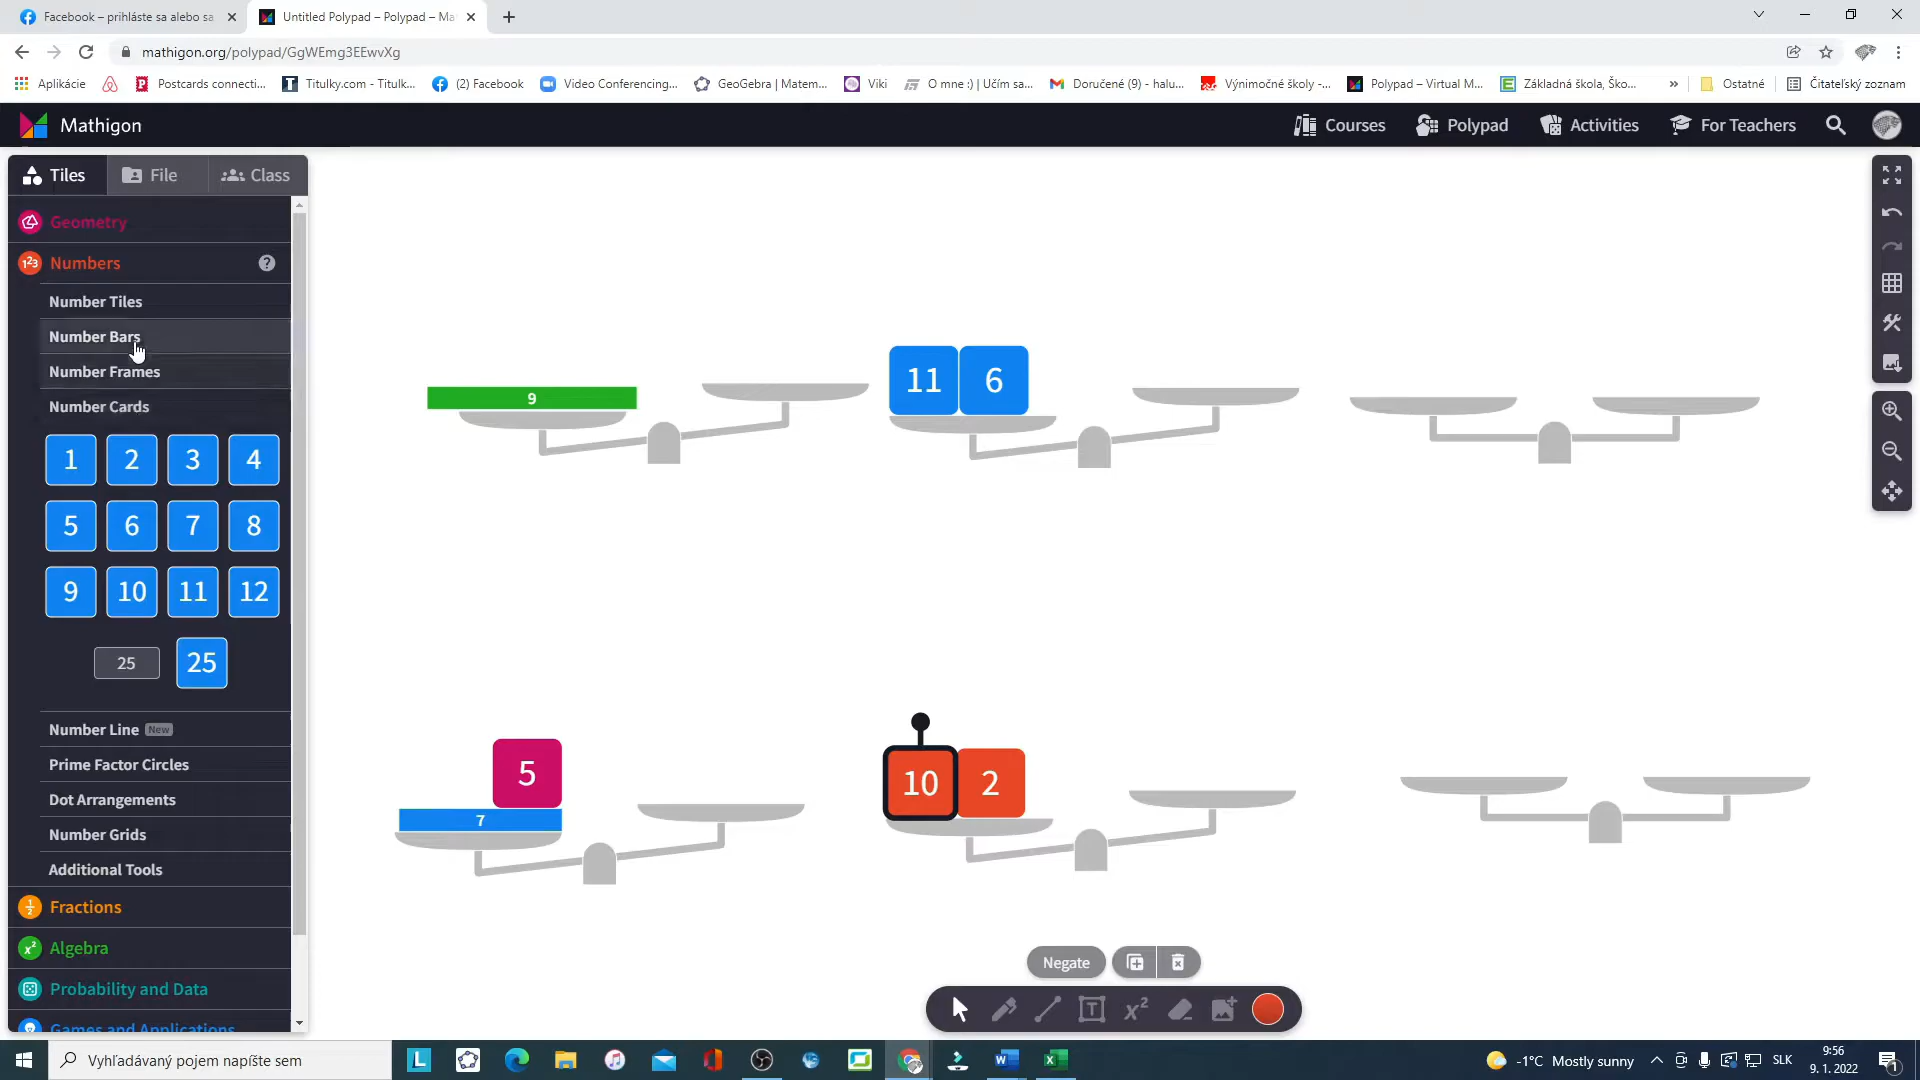 Facebook – prihláste sa alebo sa
Untitled Polypad – Polypad – Ma
mathigon.org/polypad/GgWEmg3EEwvXg
Aplikácie
Postcards connecti...
Titulky.com - Titulk...
(2) Facebook
Video Conferencing...
GeoGebra | Matem...
Viki
O mne :) | Učím sa...
Doručené (9) - halu...
Výnimočné školy -...
Polypad – Virtual M...
Základná škola, Ško...
»
Ostatné
Čitateľský zoznam
Mathigon
Courses
Polypad
Activities
For Teachers
Tiles
File
Class
Geometry
Numbers
Number Tiles
Number Bars
Number Frames
Number Cards
1 2 3 4
5 6 7 8
9 10 11 12
25 25
Number Line New
Prime Factor Circles
Dot Arrangements
Number Grids
Additional Tools
Fractions
Algebra
Probability and Data
Games and Applications
9
11 6
5
7
10 2
Negate
Vyhľadávaný pojem napíšte sem
-1°C Mostly sunny
SLK
9:56
9. 1. 2022
1